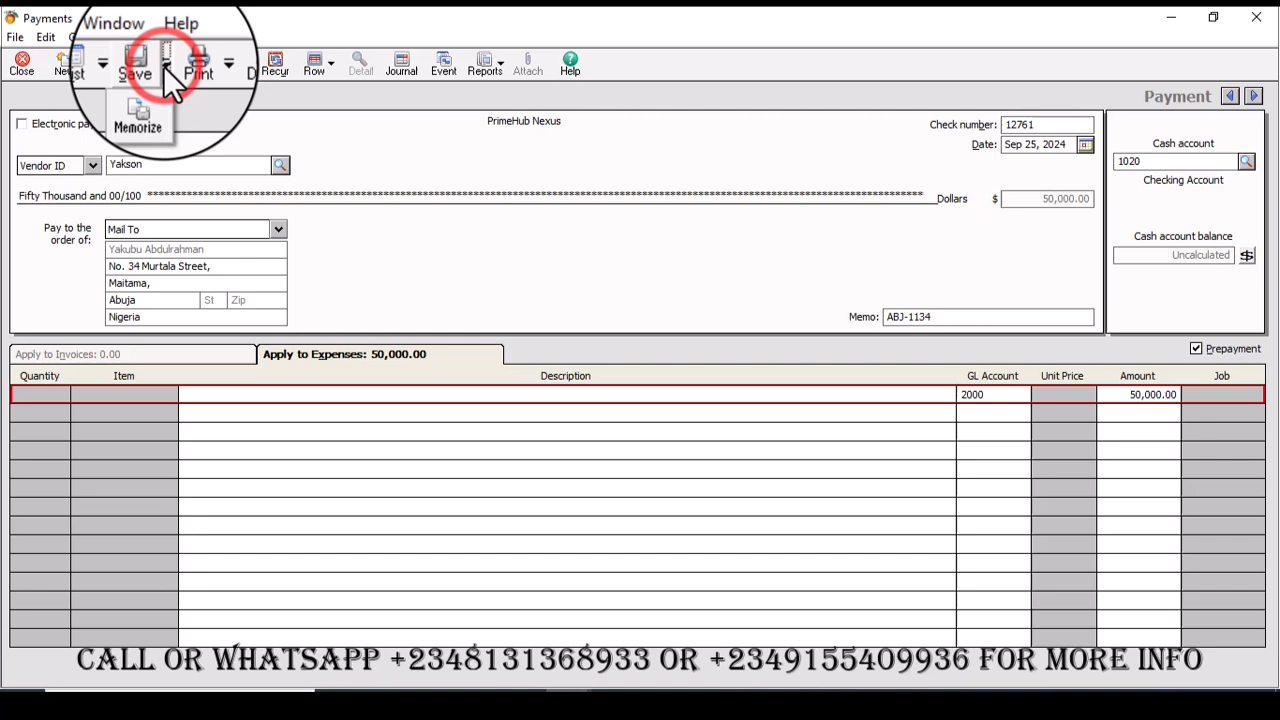 Payments
Window Help
File Edit
Close New Save Print Recur Row Detail Journal Event Reports Attach Help
Memorize
Payment
Electronic
PrimeHub Nexus
Check number: 12761
Date: Sep 25, 2024
Cash account
1020
Checking Account
Vendor ID Yakson
Fifty Thousand and 00/100 Dollars $ 50,000.00
Pay to the order of:
Mail To
Yakubu Abdulrahman
No. 34 Murtala Street,
Maitama,
Abuja St Zip
Nigeria
Cash account balance
Uncalculated
Memo: ABJ-1134
Apply to Invoices: 0.00
Apply to Expenses: 50,000.00
Prepayment
Quantity Item Description GL Account Unit Price Amount Job
2000 50,000.00
CALL OR WHATSAPP +2348131368933 OR +2349155409936 FOR MORE INFO